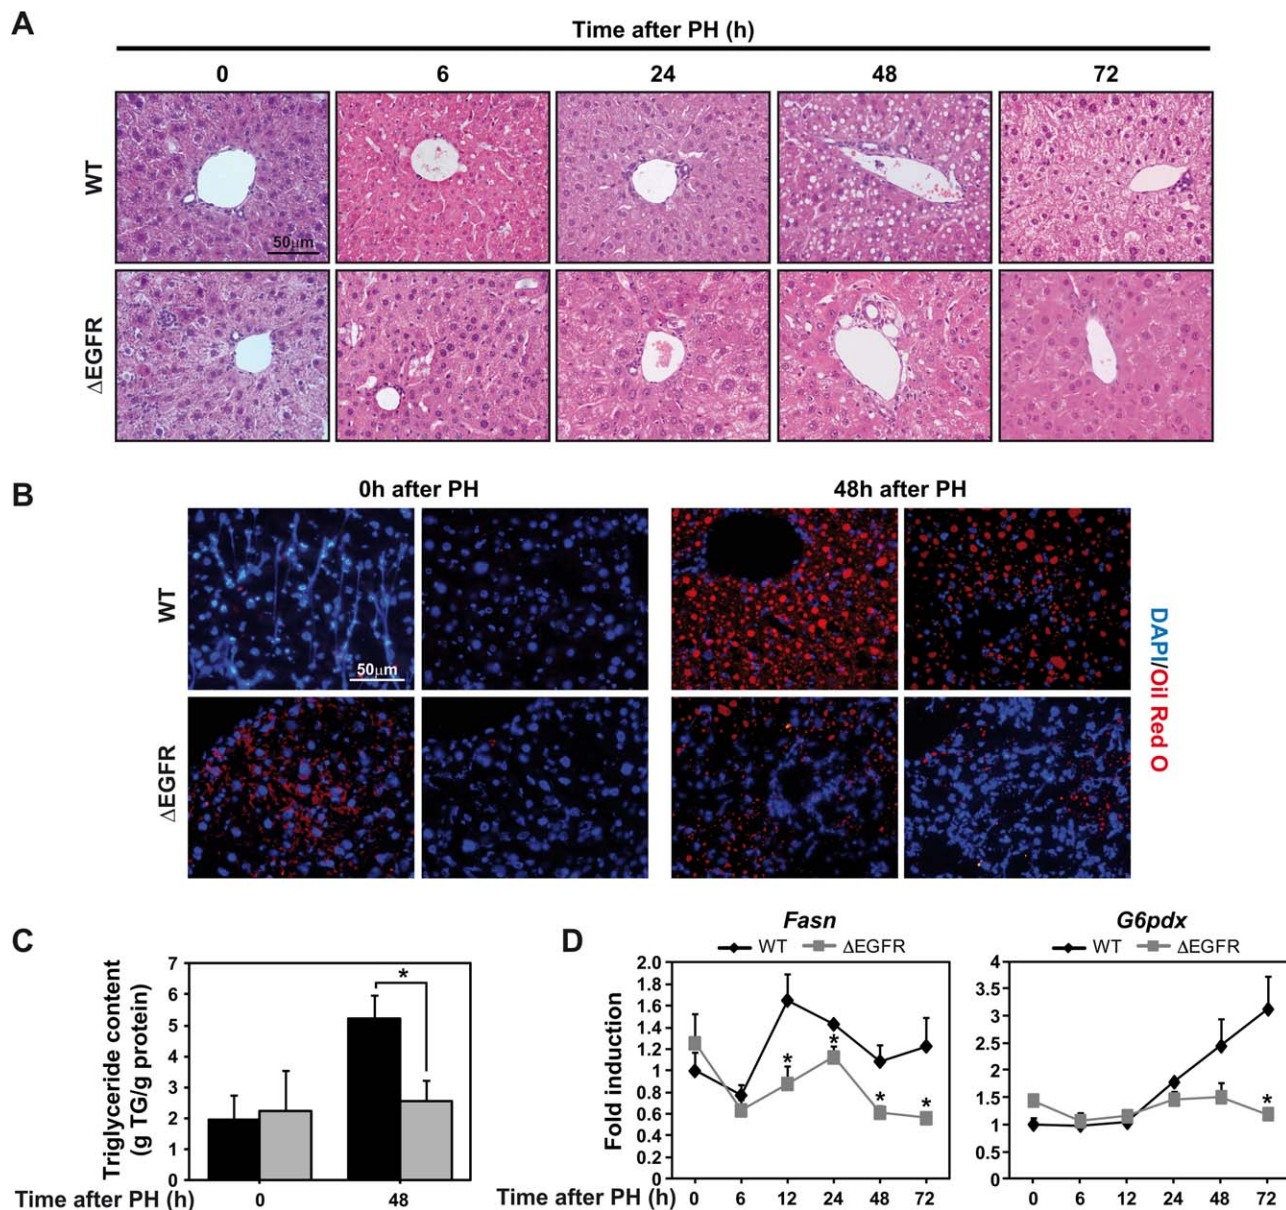 A
Time after PH (h)
0 6 24 48 72
WT
50μm
ΔEGFR
B
0h after PH 48h after PH
WT
50μm
ΔEGFR
DAPI/Oil Red O
C
Triglyceride content
(g TG/g protein)
7
6
5
4
3
2
1
0
*
0 48
Time after PH (h)
D
Fasn
WT ΔEGFR
Fold induction
2.0
1.8
1.6
1.4
1.2
1.0
0.8
0.6
0.4
0.2
0
* * * *
0 6 12 24 48 72
Time after PH (h)
G6pdx
WT ΔEGFR
4
3.5
3
2.5
2
1.5
1
0.5
0
*
0 6 12 24 48 72